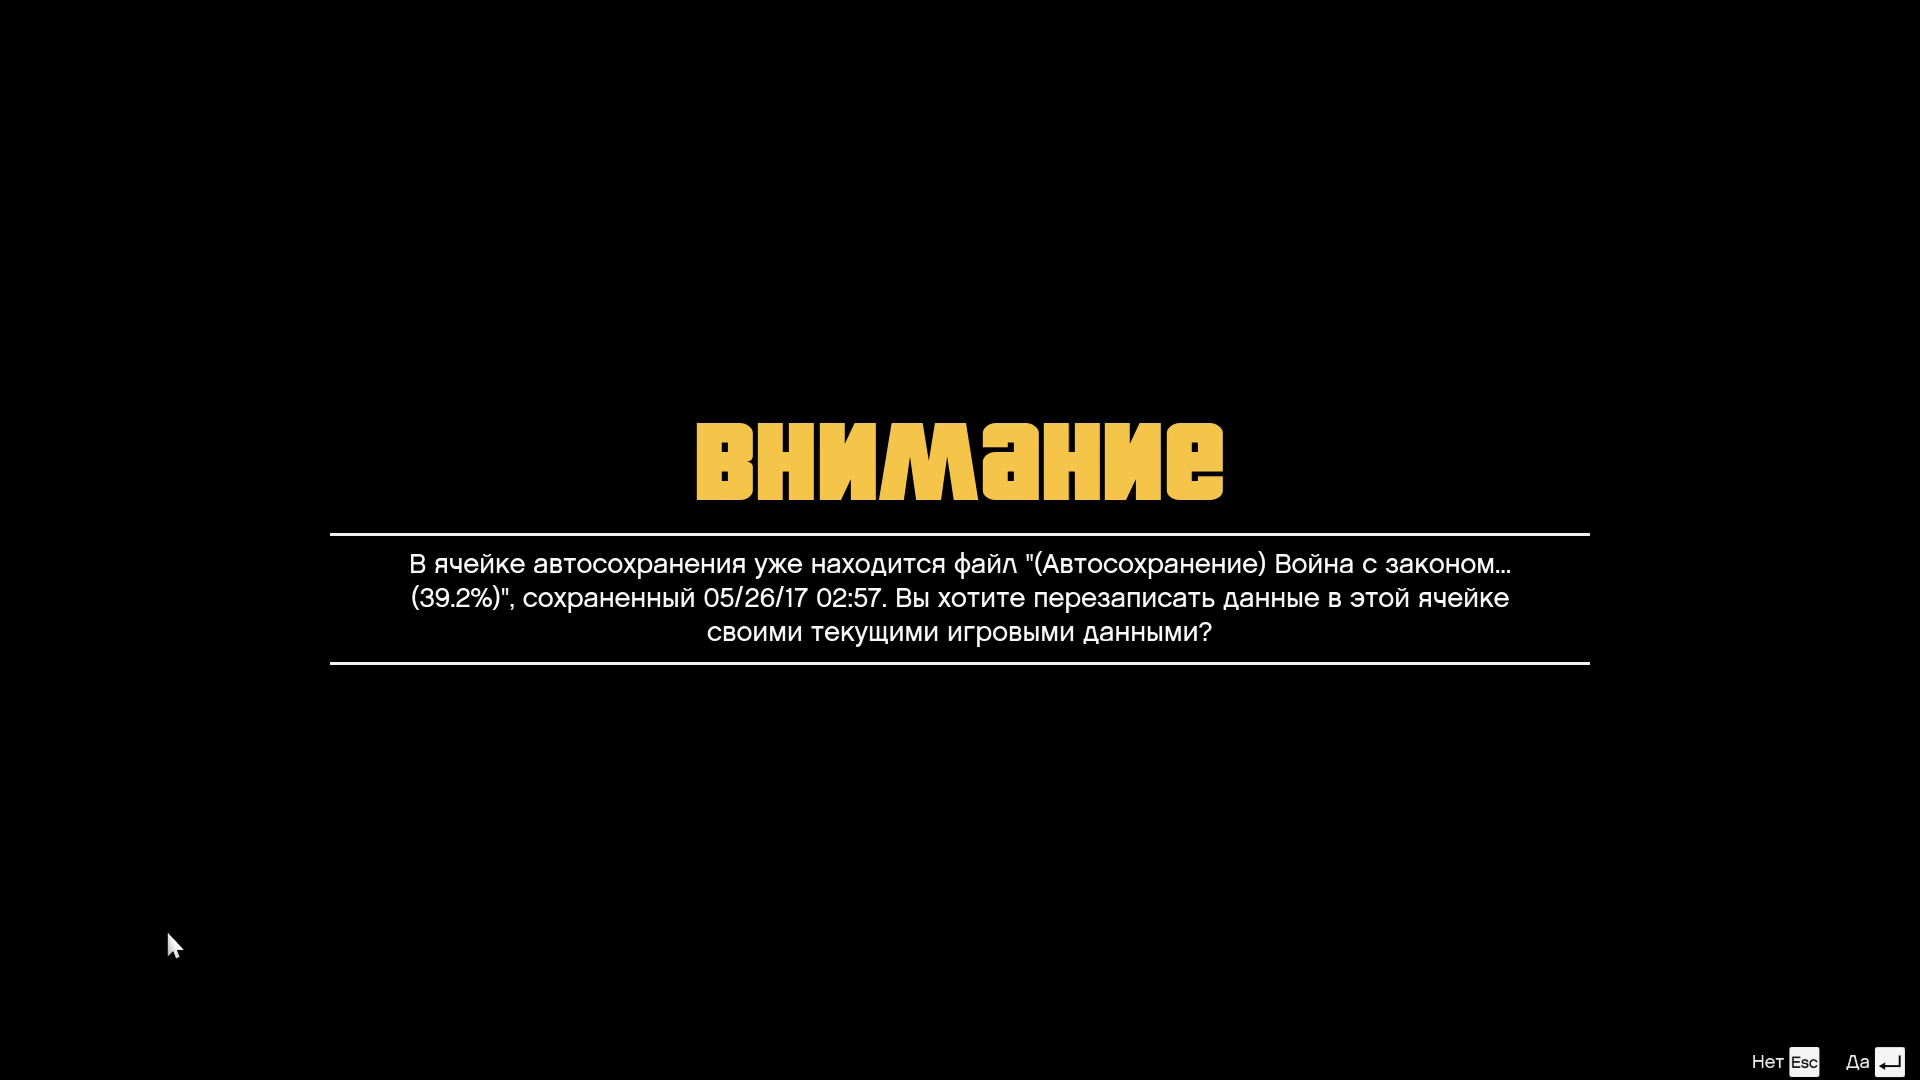 внимание
В ячейке автосохранения уже находится файл "(Автосохранение) Война с законом...
(39.2%)", сохраненный 05/26/17 02:57. Вы хотите перезаписать данные в этой ячейке
своими текущими игровыми данными?
Нет Esc Да